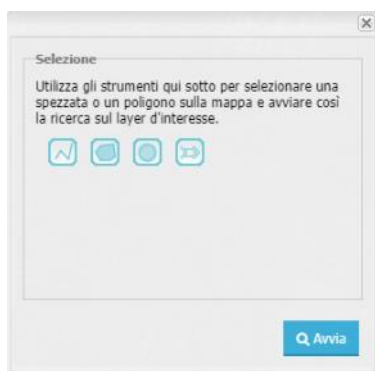 Selezione
Utilizza gli strumenti qui sotto per selezionare una
spezzata o un poligono sulla mappa e avviare così
la ricerca sul layer d'interesse.
Avvia